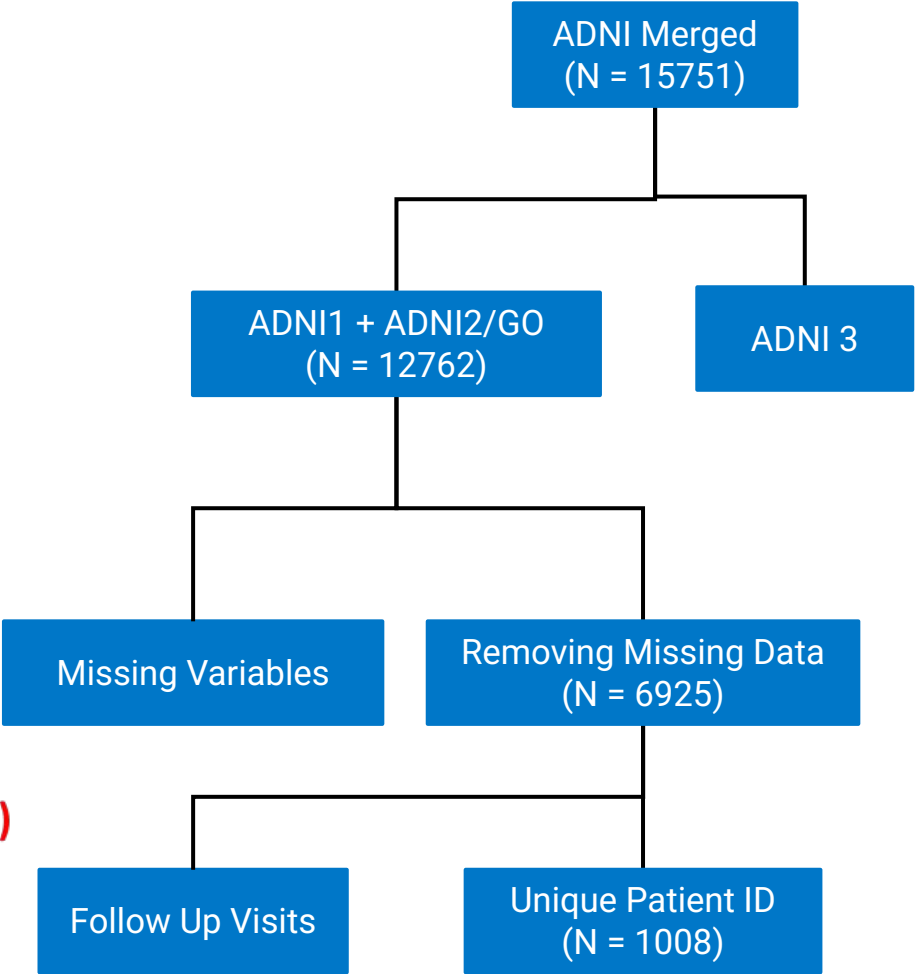 ADNI Merged
(N = 15751)
ADNI1 + ADNI2/GO
(N = 12762)
ADNI 3
Missing Variables
Removing Missing Data
(N = 6925)
)
Follow Up Visits
Unique Patient ID
(N = 1008)